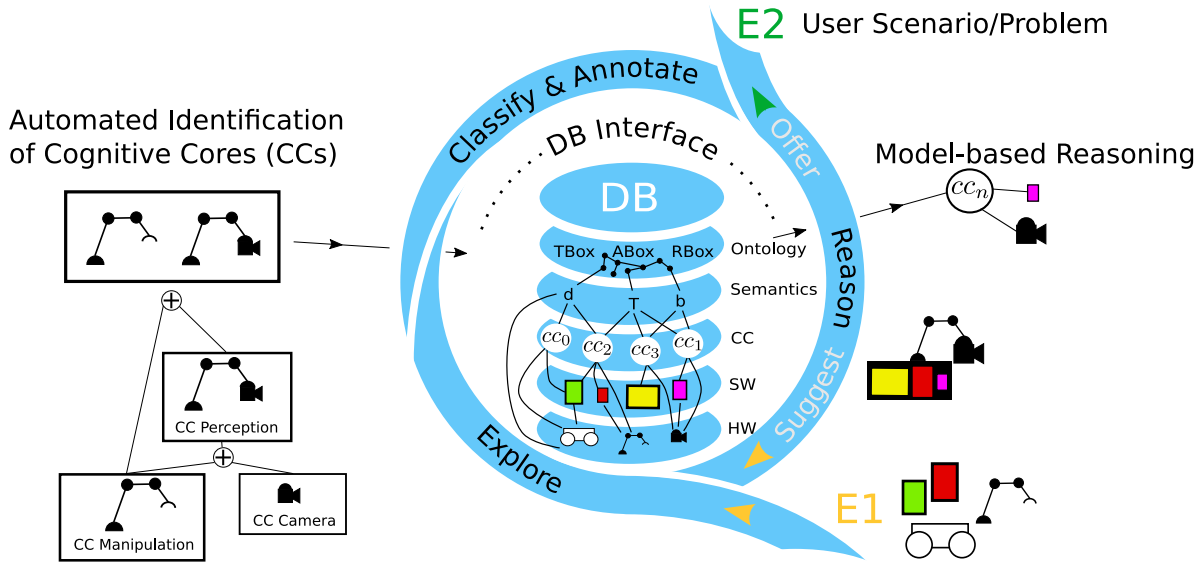 E2 User Scenario/Problem
Classify & Annotate
Automated Identification
of Cognitive Cores (CCs)
DB Interface
Offer
Model-based Reasoning
cc_n
DB
TBox ABox RBox Ontology
Reason
d T b Semantics
cc_0 cc_2 cc_3 cc_1 CC
SW
Suggest
HW
CC Perception
Explore
E1
CC Camera
CC Manipulation